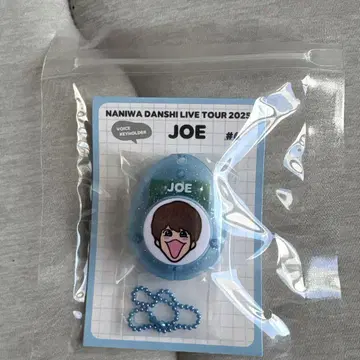 NANIWA DANSHI LIVE TOUR 2025
VOICE
KEYHOLDER
JOE
JOE